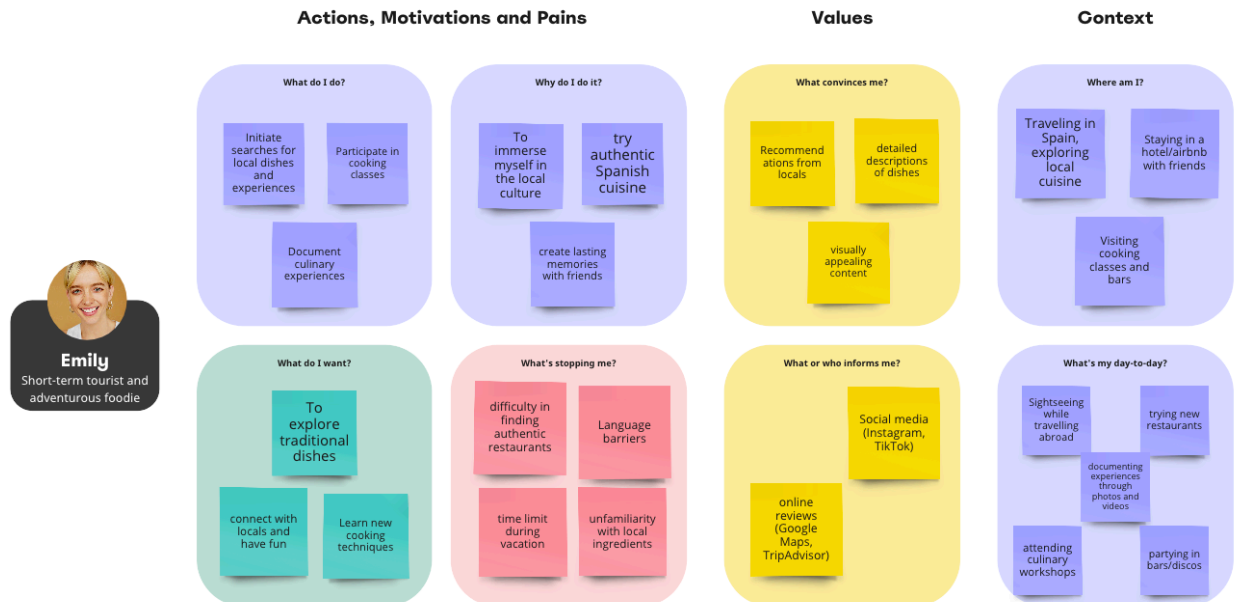 Actions, Motivations and Pains
Values
Context
What do I do?
Initiate
searches for
local dishes
and
experiences
Participate in
cooking
classes
Document
culinary
experiences
Why do I do it?
To
immerse
myself in
the local
culture
try
authentic
Spanish
cuisine
create lasting
memories
with friends
What convinces me?
Recommend
ations from
locals
detailed
descriptions
of dishes
visually
appealing
content
Where am I?
Traveling in
Spain,
exploring
local
cuisine
Staying in a
hotel/airbnb
with friends
Visiting
cooking
classes and
bars
Emily
Short-term tourist and
adventurous foodie
What do I want?
To
explore
traditional
dishes
connect with
locals and
have fun
Learn new
cooking
techniques
What's stopping me?
difficulty in
finding
authentic
restaurants
Language
barriers
time limit
during
vacation
unfamiliarity
with local
ingredients
What or who informs me?
Social media
(Instagram,
TikTok)
online
reviews
(Google
Maps,
TripAdvisor)
What's my day-to-day?
Sightseeing
while
travelling
abroad
trying new
restaurants
documenting
experiences
through
photos and
videos
attending
culinary
workshops
partying in
bars/discos